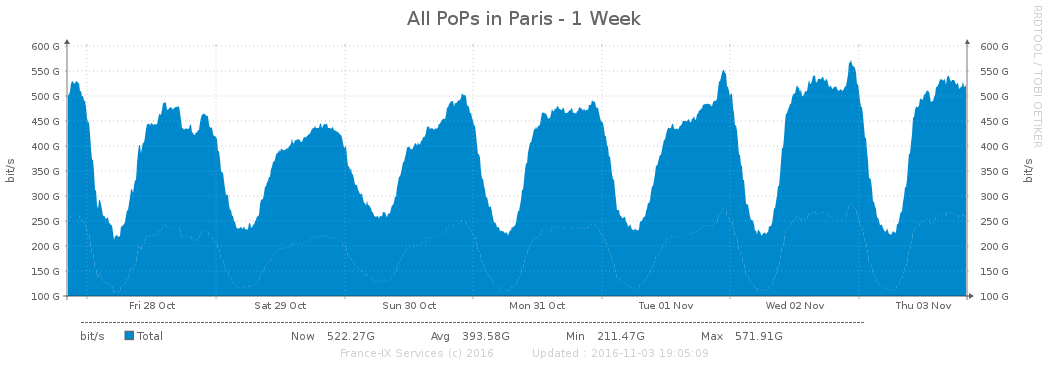 All PoPs in Paris - 1 Week
RRDTOOL / TOBI OETIKER
600 G 600 G
550 G 550 G
500 G 500 G
450 G 450 G
400 G 400 G
350 G 350 G
300 G 300 G
250 G 250 G
200 G 200 G
150 G 150 G
100 G 100 G
bit/s
bit/s
Fri 28 Oct Sat 29 Oct Sun 30 Oct Mon 31 Oct Tue 01 Nov Wed 02 Nov Thu 03 Nov
bit/s Total Now 522.27G Avg 393.58G Min 211.47G Max 571.91G
France-IX Services (c) 2016 Updated : 2016-11-03 19:05:09